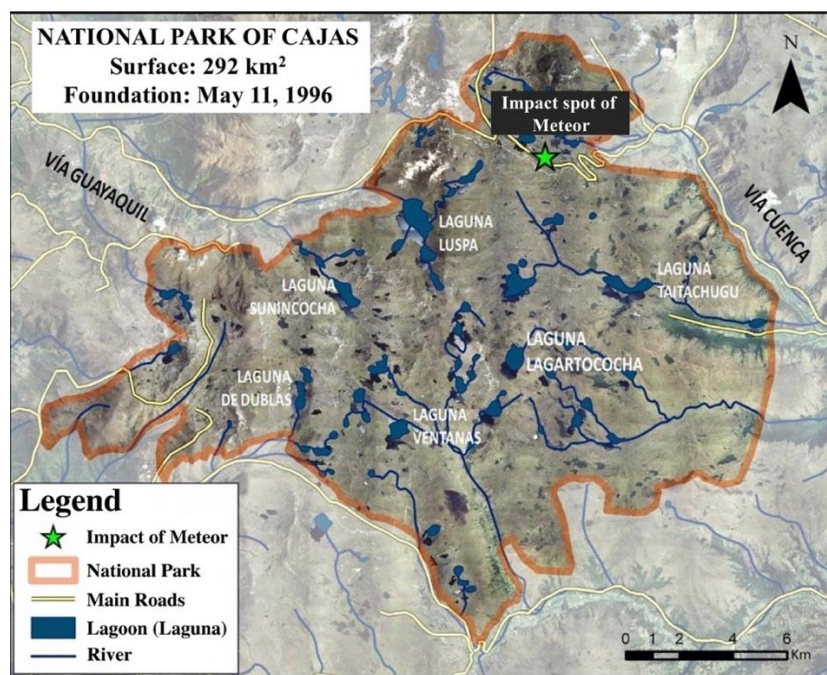 NATIONAL PARK OF CAJAS
Surface: 292 km²
Foundation: May 11, 1996
N
Impact spot of
Meteor
VÍA GUAYAQUIL
VÍA CUENCA
LAGUNA
LUSPA
LAGUNA
SUNINCOCHA
LAGUNA
TAITACHUGU
LAGUNA
LAGARTOCOCHA
LAGUNA
DE DUBLAS
LAGUNA
VENTANAS
Legend
Impact of Meteor
National Park
Main Roads
Lagoon (Laguna)
River
0 1 2 4 6
Km